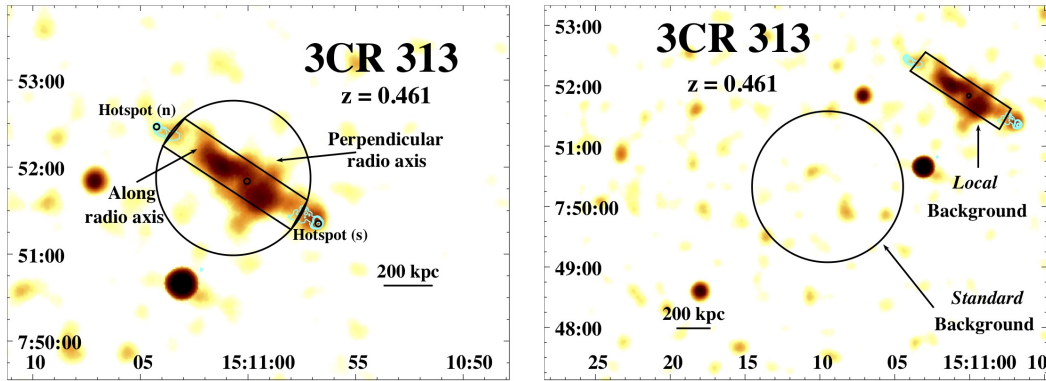 3CR 313
z = 0.461
53:00
Hotspot (n)
Perpendicular
radio axis
52:00
Along
radio axis
Hotspot (s)
51:00
200 kpc
7:50:00
10
05
15:11:00
55
10:50
53:00
3CR 313
z = 0.461
52:00
51:00
Local
Background
7:50:00
49:00
Standard
Background
200 kpc
48:00
25
20
15
10
05
15:11:00
10